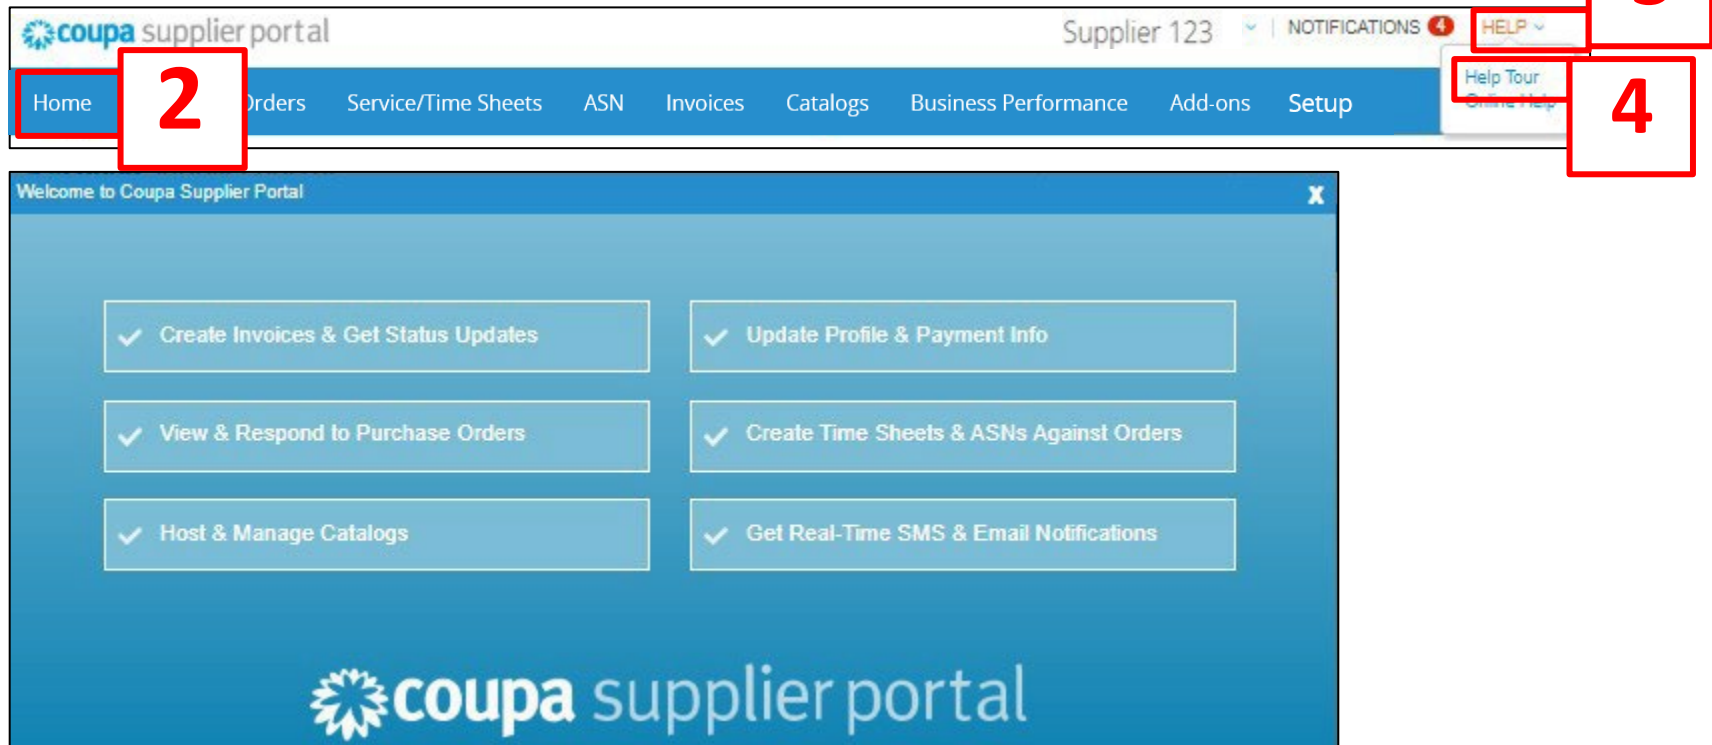 coupa supplier portal
Supplier 123 NOTIFICATIONS 4 HELP
Home 2 Orders Service/Time Sheets ASN Invoices Catalogs Business Performance Add-ons Setup
Help Tour
Online Help
4
Welcome to Coupa Supplier Portal X
Create Invoices & Get Status Updates
Update Profile & Payment Info
View & Respond to Purchase Orders
Create Time Sheets & ASNs Against Orders
Host & Manage Catalogs
Get Real-Time SMS & Email Notifications
coupa supplier portal